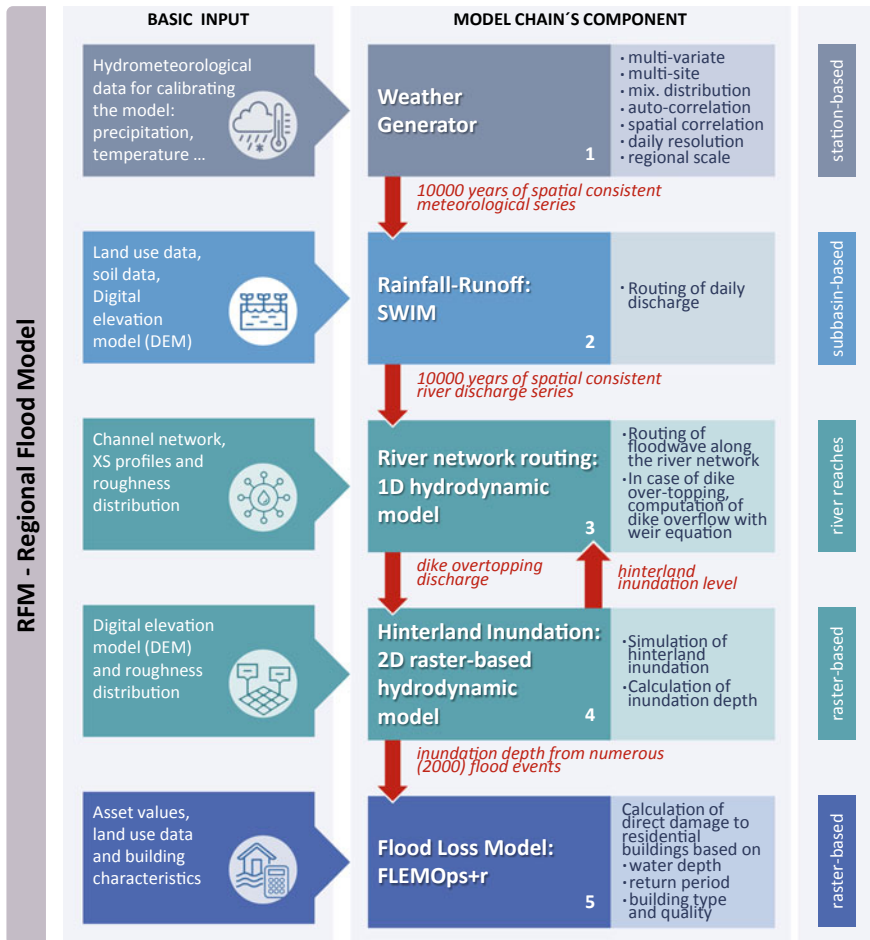 RFM - Regional Flood Model
BASIC INPUT
MODEL CHAIN´S COMPONENT
Hydrometeorological
data for calibrating
the model:
precipitation,
temperature ...
Weather
Generator
1
· multi-variate
· multi-site
· mix. distribution
· auto-correlation
· spatial correlation
· daily resolution
· regional scale
station-based
10000 years of spatial consistent
meteorological series
Land use data,
soil data,
Digital
elevation
model (DEM)
Rainfall-Runoff:
SWIM
2
· Routing of daily
discharge
subbasin-based
10000 years of spatial consistent
river discharge series
Channel network,
XS profiles and
roughness
distribution
River network routing:
1D hydrodynamic
model
3
· Routing of
floodwave along
the river network
· In case of dike
over-topping,
computation of
dike overflow with
weir equation
river reaches
dike overtopping
discharge
hinterland
inundation level
Digital elevation
model (DEM)
and roughness
distribution
Hinterland Inundation:
2D raster-based
hydrodynamic
model
4
· Simulation of
hinterland
inundation
· Calculation of
inundation depth
raster-based
inundation depth from numerous
(2000) flood events
Asset values,
land use data
and building
characteristics
Flood Loss Model:
FLEMOps+r
5
Calculation of
direct damage to
residential
buildings based on
· water depth
· return period
· building type
and quality
raster-based